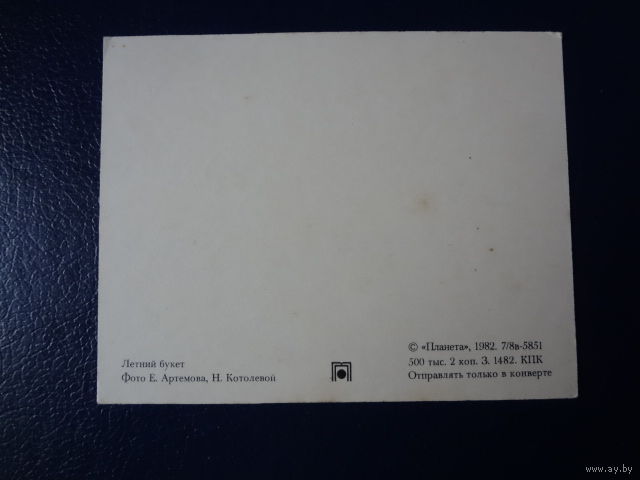 Летний букет
Фото Е. Артемова, Н. Котолевой
© «Планета», 1982. 7/8в-5851
500 тыс. 2 коп. З. 1482. КПК
Отправлять только в конверте
www.ay.by